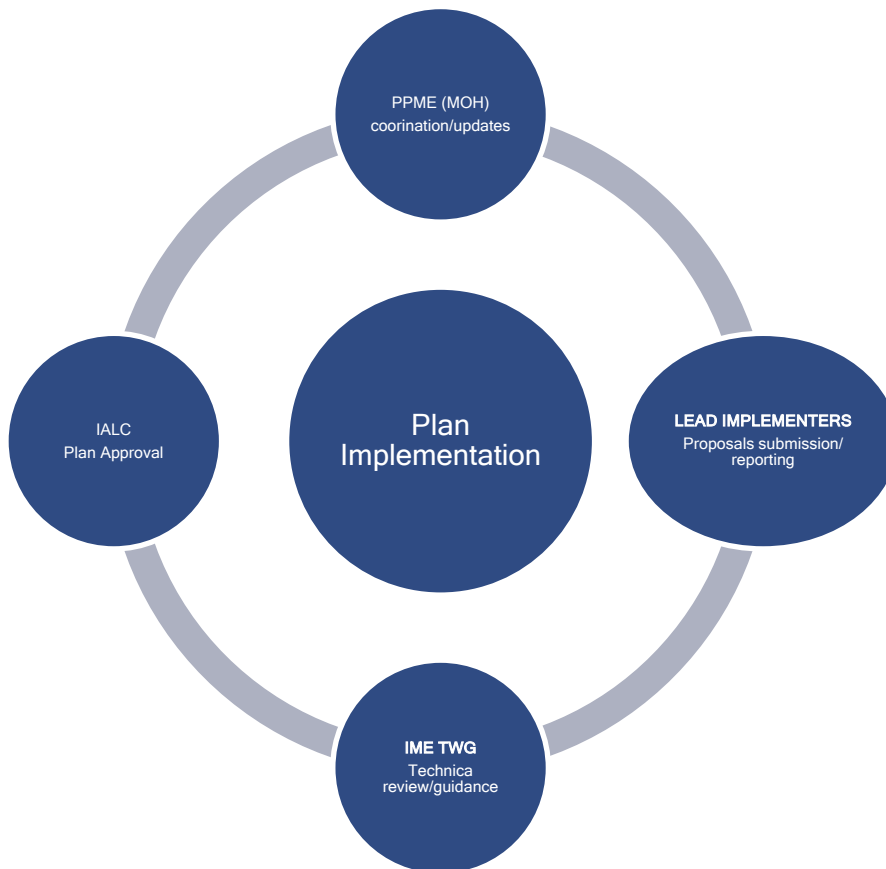 PPME (MOH)
coorination/updates
LEAD IMPLEMENTERS
Proposals submission/
reporting
IALC
Plan Approval
Plan
Implementation
IME TWG
Technica
review/guidance